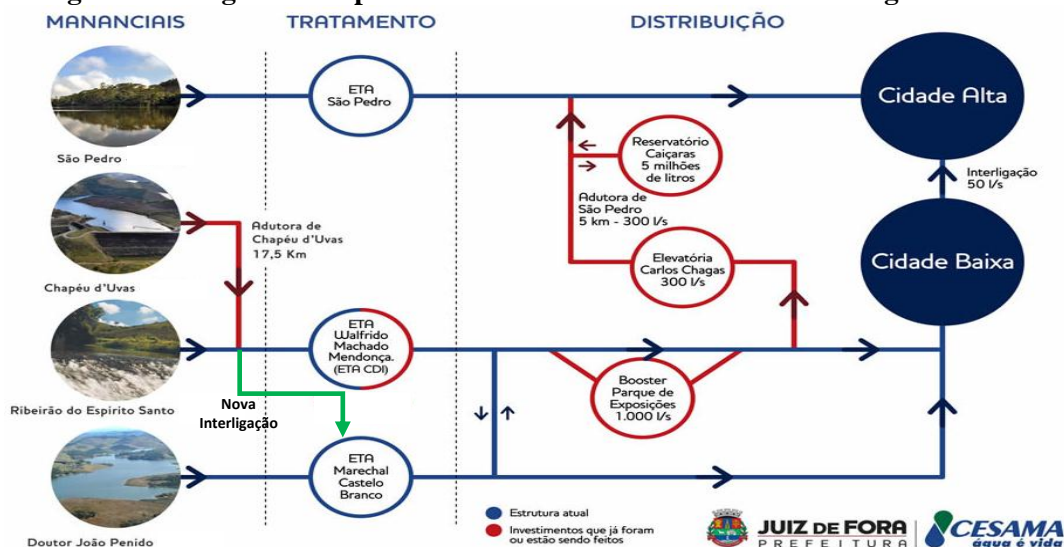 MANANCIAIS
TRATAMENTO
DISTRIBUIÇÃO
São Pedro
Chapéu d'Uvas
Ribeirão do Espirito Santo
Doutor João Penido
Adutora de
Chapéu d'Uvas
17,5 Km
Nova
Interligação
ETA
São Pedro
ETA
Walfrido
Machado
Mendonça.
(ETA CDI)
ETA
Marechal
Castelo
Branco
Reservatório
Caiçaras
5 milhões
de litros
Adutora de
São Pedro
5 km - 300 l/s
Elevatória
Carlos Chagas
300 l/s
Booster
Parque de
Exposições
1.000 l/s
Cidade Alta
Interligação
50 l/s
Cidade Baixa
Estrutura atual
Investimentos que já foram
ou estão sendo feitos
JUIZ DE FORA
PREFEITURA
CESAMA
água é vida